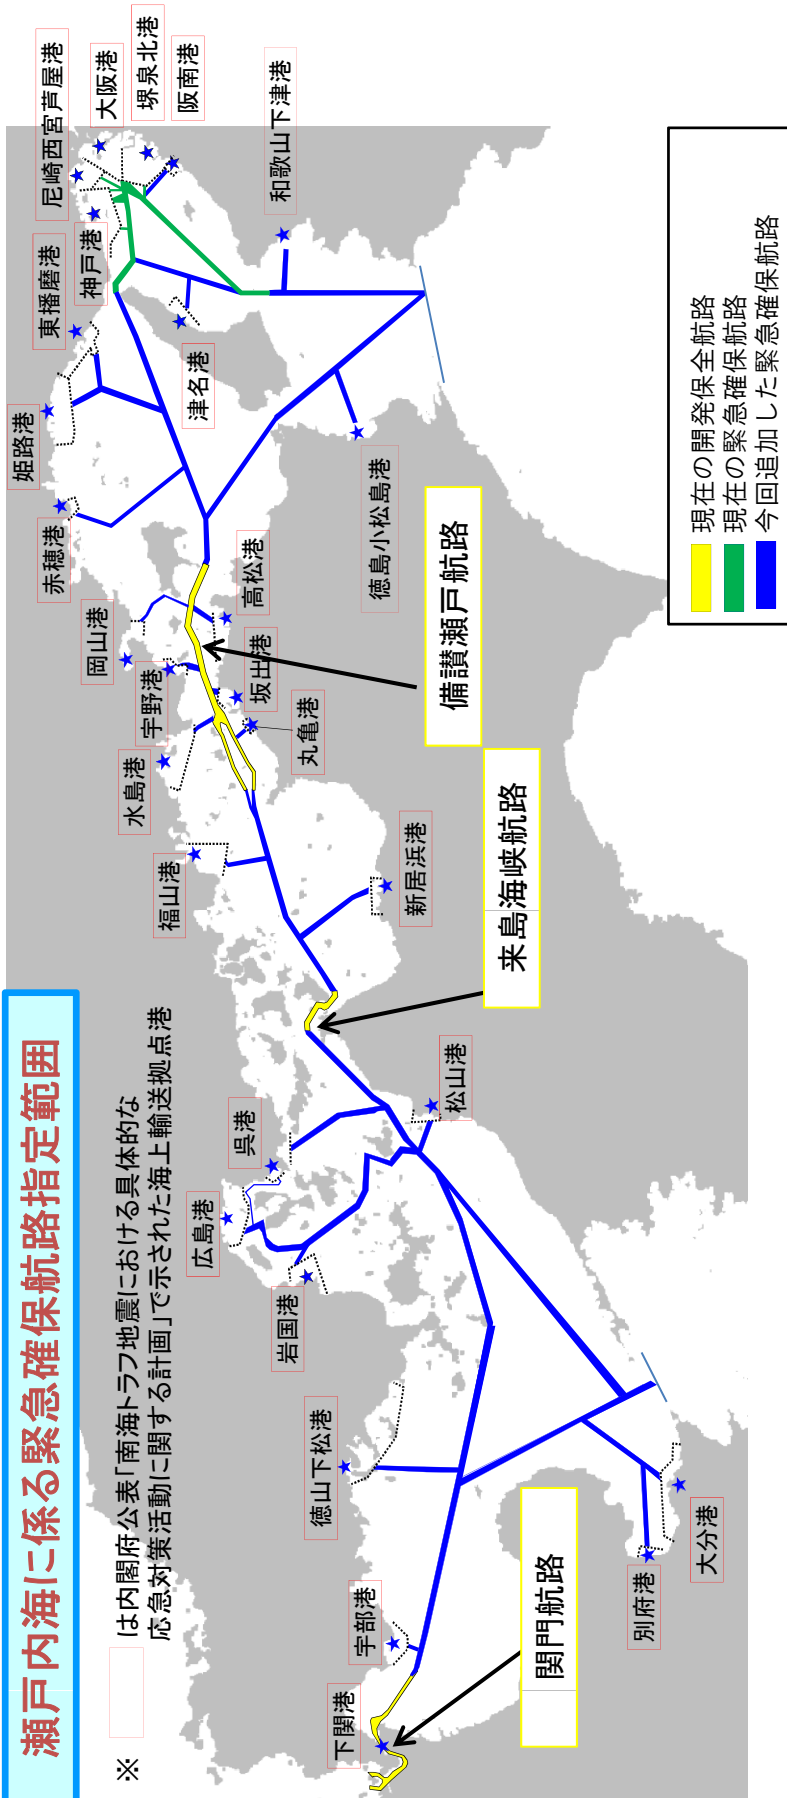 瀬戸内海に係る緊急確保航路指定範囲
※ は内閣府公表「南海トラフ地震における具体的な
応急対策活動に関する計画」で示された海上輸送拠点港
下関港
宇部港
徳山下松港
岩国港
広島港
呉港
福山港
水島港
宇野港
岡山港
赤穂港
姫路港
東播磨港
神戸港
尼崎西宮芦屋港
大阪港
堺泉北港
阪南港
和歌山下津港
津名港
徳島小松島港
高松港
坂出港
丸亀港
新居浜港
松山港
別府港
大分港
関門航路
来島海峡航路
備讃瀬戸航路
現在の開発保全航路
現在の緊急確保航路
今回追加した緊急確保航路